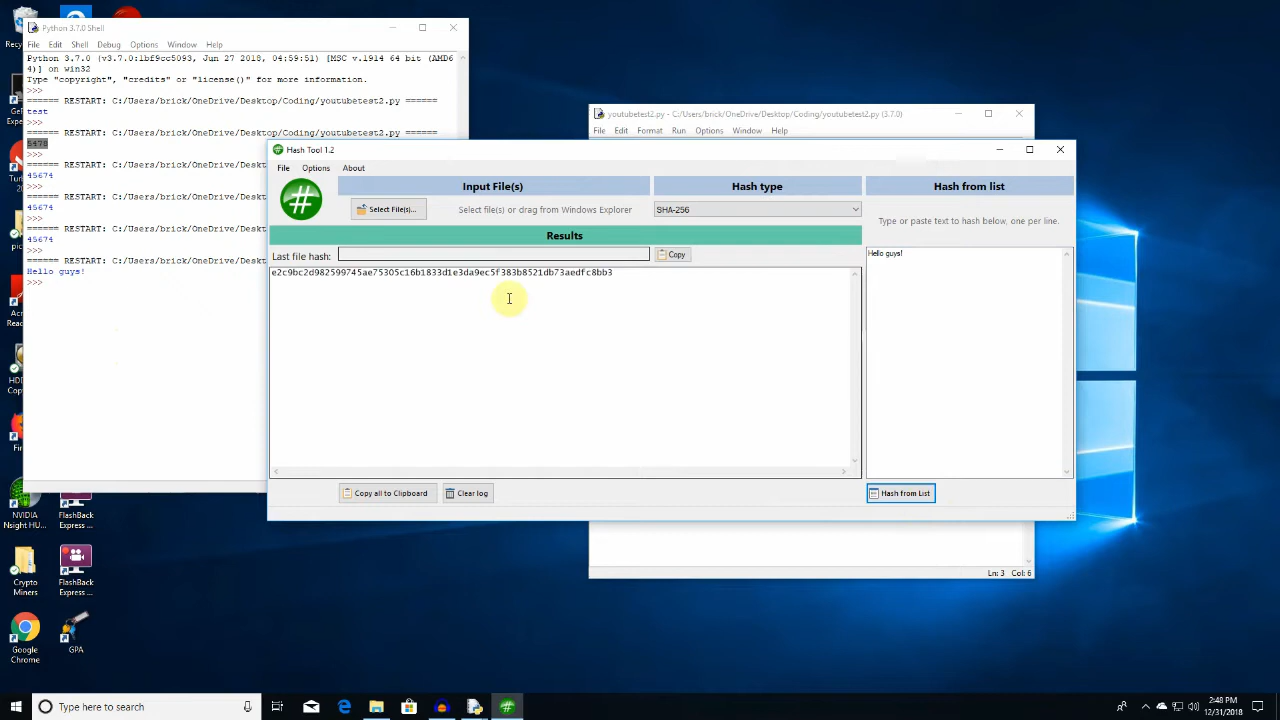 Python 3.7.0 Shell
File Edit Shell Debug Options Window Help
Python 3.7.0 (v3.7.0:1bf9cc5093, Jun 27 2018, 04:59:51) [MSC v.1914 64 bit (AMD6
4)] on win32
Type "copyright", "credits" or "license()" for more information.
>>>
====== RESTART: C:/Users/brick/OneDrive/Desktop/Coding/youtubetest2.py ======
test
>>>
====== RESTART: C:/Users/brick/OneDrive/Desktop/Coding/youtubetest2.py ======
5478
>>>
====== RESTART: C:/Users/brick/OneDrive/Deskt
45674
>>>
====== RESTART: C:/Users/brick/OneDrive/Deskt
45674
>>>
====== RESTART: C:/Users/brick/OneDrive/Deskt
45674
>>>
====== RESTART: C:/Users/brick/OneDrive/Deskt
Hello guys!
>>>
youtubetest2.py - C:/Users/brick/OneDrive/Desktop/Coding/youtubetest2.py (3.7.0)
File Edit Format Run Options Window Help
Ln: 3 Col: 6
Hash Tool 1.2
File Options About
Input File(s)
Hash type
Hash from list
Select File(s)...
Select file(s) or drag from Windows Explorer
SHA-256
Type or paste text to hash below, one per line.
Results
Last file hash:
Copy
Hello guys!
e2c9bc2d982599745ae75305c16b1833d1e3da9ec5f383b8521db73aedfc8bb3
Copy all to Clipboard
Clear log
Hash from List
NVIDIA
Nsight HU...
FlashBack
Express ...
Crypto
Miners
FlashBack
Express ...
Google
Chrome
GPA
Type here to search
2:48 PM
12/31/2018